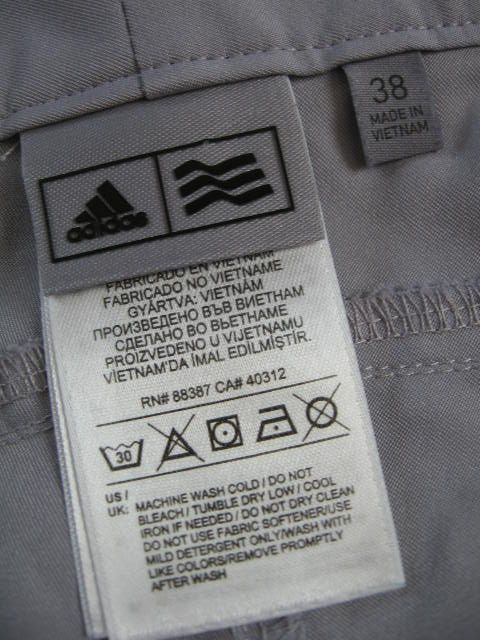 38
MADE IN
VIETNAM
adidas
FABRICADO EN VIETNAM
FABRICADO NO VIETNAME
GYÁRTVA: VIETNÁM
ПРОИЗВЕДЕНО ВЪВ ВИЕТНАМ
СДЕЛАНО ВО ВЬЕТНАМЕ
PROIZVEDENO U VIJETNAMU
VİETNAM'DA İMAL EDİLMİŞTİR.
RN# 88387 CA# 40312
30
US / UK: MACHINE WASH COLD / DO NOT
BLEACH / TUMBLE DRY LOW / COOL
IRON IF NEEDED / DO NOT DRY CLEAN
DO NOT USE FABRIC SOFTENER/USE
MILD DETERGENT ONLY/WASH WITH
LIKE COLORS/REMOVE PROMPTLY
AFTER WASH